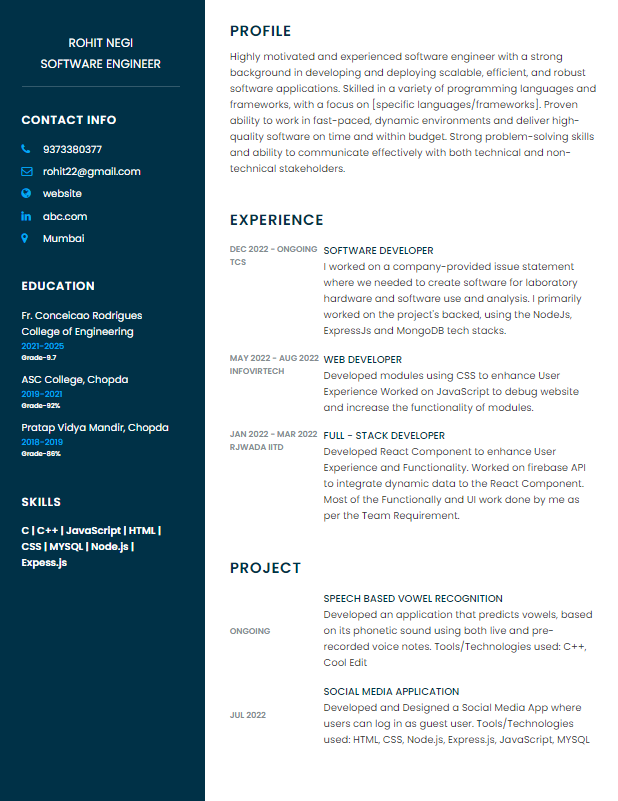 ROHIT NEGI
SOFTWARE ENGINEER
CONTACT INFO
9373380377
rohit22@gmail.com
website
abc.com
Mumbai
EDUCATION
Fr. Conceicao Rodrigues
College of Engineering
2021-2025
Grade-9.7
ASC College, Chopda
2019-2021
Grade-92%
Pratap Vidya Mandir, Chopda
2018-2019
Grade-86%
SKILLS
C | C++ | JavaScript | HTML |
CSS | MYSQL | Node.js |
Expess.js
PROFILE
Highly motivated and experienced software engineer with a strong
background in developing and deploying scalable, efficient, and robust
software applications. Skilled in a variety of programming languages and
frameworks, with a focus on [specific languages/frameworks]. Proven
ability to work in fast-paced, dynamic environments and deliver high-
quality software on time and within budget. Strong problem-solving skills
and ability to communicate effectively with both technical and non-
technical stakeholders.
EXPERIENCE
DEC 2022 - ONGOING
TCS
SOFTWARE DEVELOPER
I worked on a company-provided issue statement
where we needed to create software for laboratory
hardware and software use and analysis. I primarily
worked on the project's backed, using the NodeJs,
ExpressJs and MongoDB tech stacks.
MAY 2022 - AUG 2022
INFOVIRTECH
WEB DEVELOPER
Developed modules using CSS to enhance User
Experience Worked on JavaScript to debug website
and increase the functionality of modules.
JAN 2022 - MAR 2022
RJWADA IITD
FULL - STACK DEVELOPER
Developed React Component to enhance User
Experience and Functionality. Worked on firebase API
to integrate dynamic data to the React Component.
Most of the Functionally and UI work done by me as
per the Team Requirement.
PROJECT
ONGOING
SPEECH BASED VOWEL RECOGNITION
Developed an application that predicts vowels, based
on its phonetic sound using both live and pre-
recorded voice notes. Tools/Technologies used: C++,
Cool Edit
JUL 2022
SOCIAL MEDIA APPLICATION
Developed and Designed a Social Media App where
users can log in as guest user. Tools/Technologies
used: HTML, CSS, Node.js, Express.js, JavaScript, MYSQL